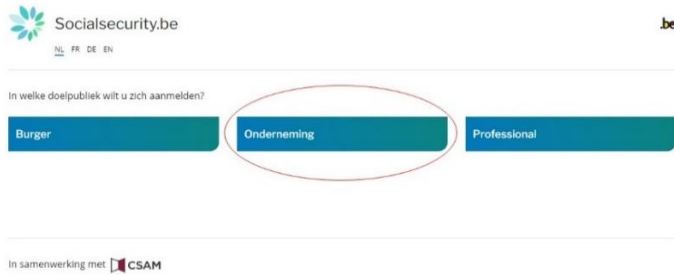 Socialsecurity.be
.be
NL FR DE EN
In welke doelpubliek wilt u zich aanmelden?
Burger Onderneming Professional
In samenwerking met CSAM